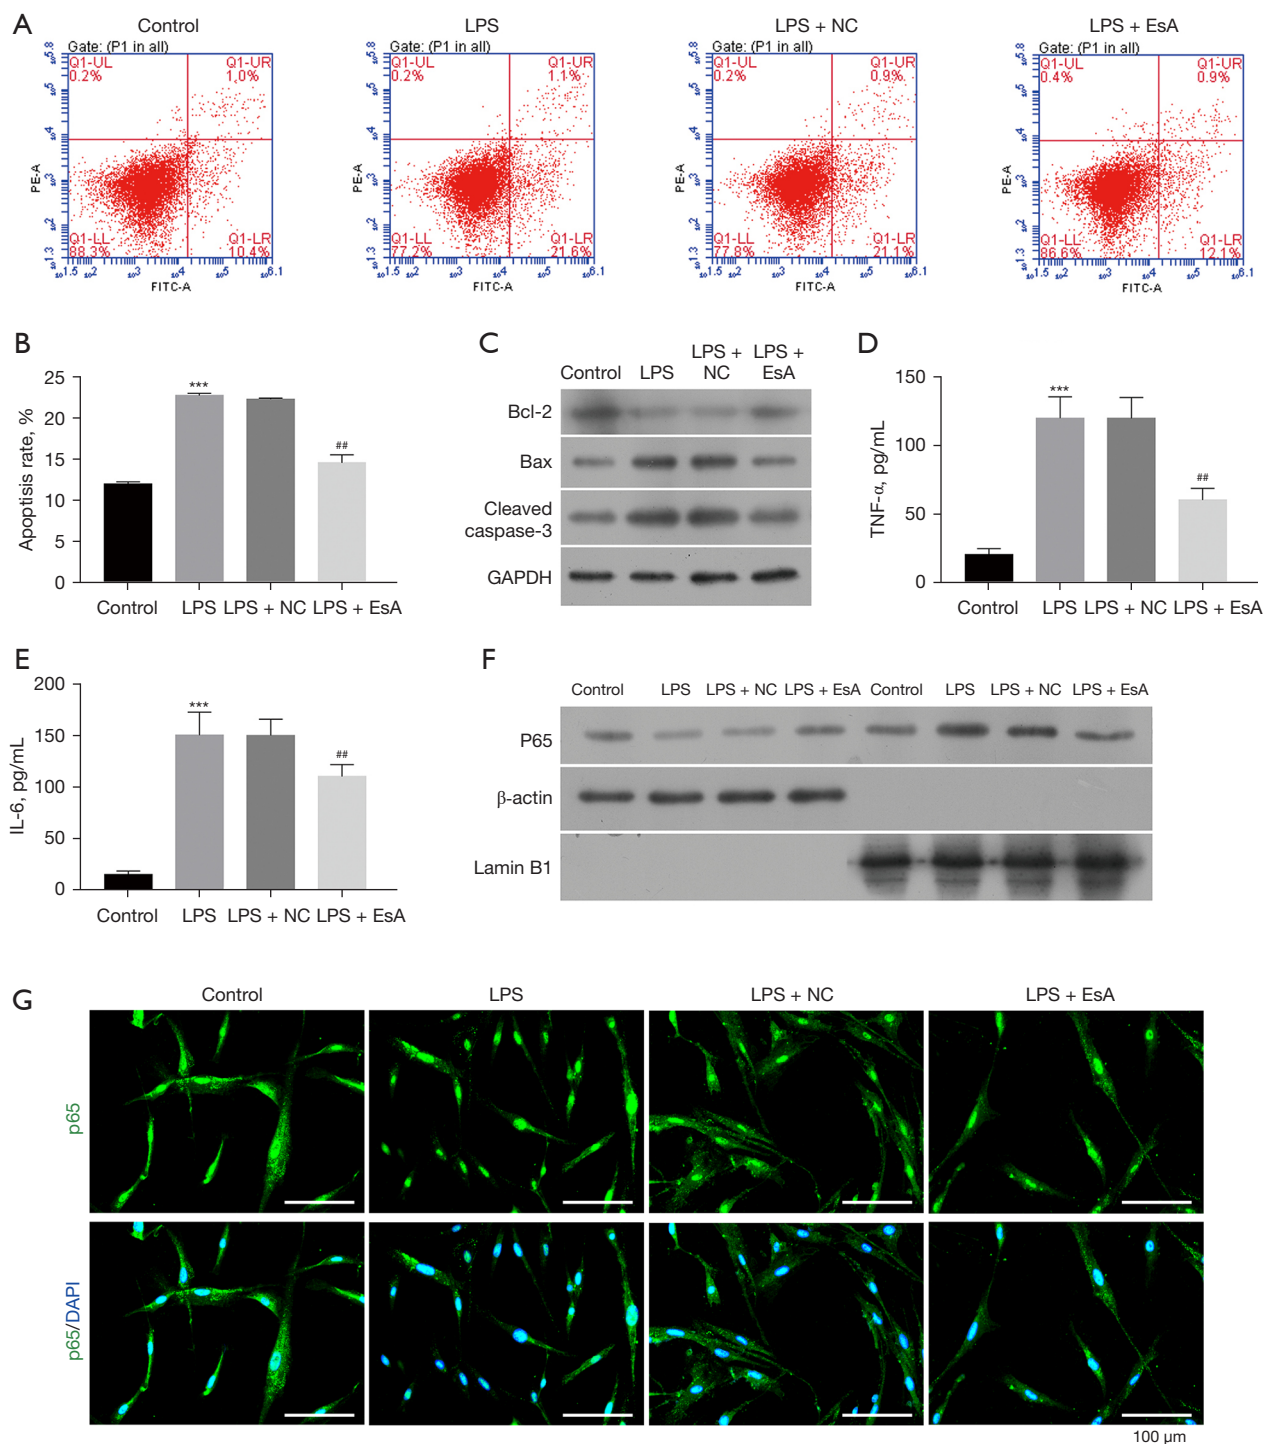 A
Control
LPS
LPS + NC
LPS + EsA
Gate: (P1 in all)
Gate: (P1 in all)
Gate: (P1 in all)
Gate: (P1 in all)
Q1-UL
0.2%
Q1-UR
1.0%
Q1-LL
88.3%
Q1-LR
10.4%
PE-A
FITC-A
Q1-UL
0.2%
Q1-UR
1.1%
Q1-LL
77.2%
Q1-LR
21.6%
PE-A
FITC-A
Q1-UL
0.2%
Q1-UR
0.9%
Q1-LL
77.8%
Q1-LR
21.1%
PE-A
FITC-A
Q1-UL
0.4%
Q1-UR
0.9%
Q1-LL
86.6%
Q1-LR
12.1%
PE-A
FITC-A
B
Apoptisis rate, %
25
20
15
10
5
0
***
##
Control
LPS
LPS + NC
LPS + EsA
C
Control
LPS
LPS +
NC
LPS +
EsA
Bcl-2
Bax
Cleaved
caspase-3
GAPDH
D
TNF-α, pg/mL
150
100
50
0
***
##
Control
LPS
LPS + NC
LPS + EsA
E
IL-6, pg/mL
200
150
100
50
0
***
##
Control
LPS
LPS + NC
LPS + EsA
F
Control
LPS
LPS + NC
LPS + EsA
Control
LPS
LPS + NC
LPS + EsA
P65
β-actin
Lamin B1
G
Control
LPS
LPS + NC
LPS + EsA
p65
p65/DAPI
100 μm